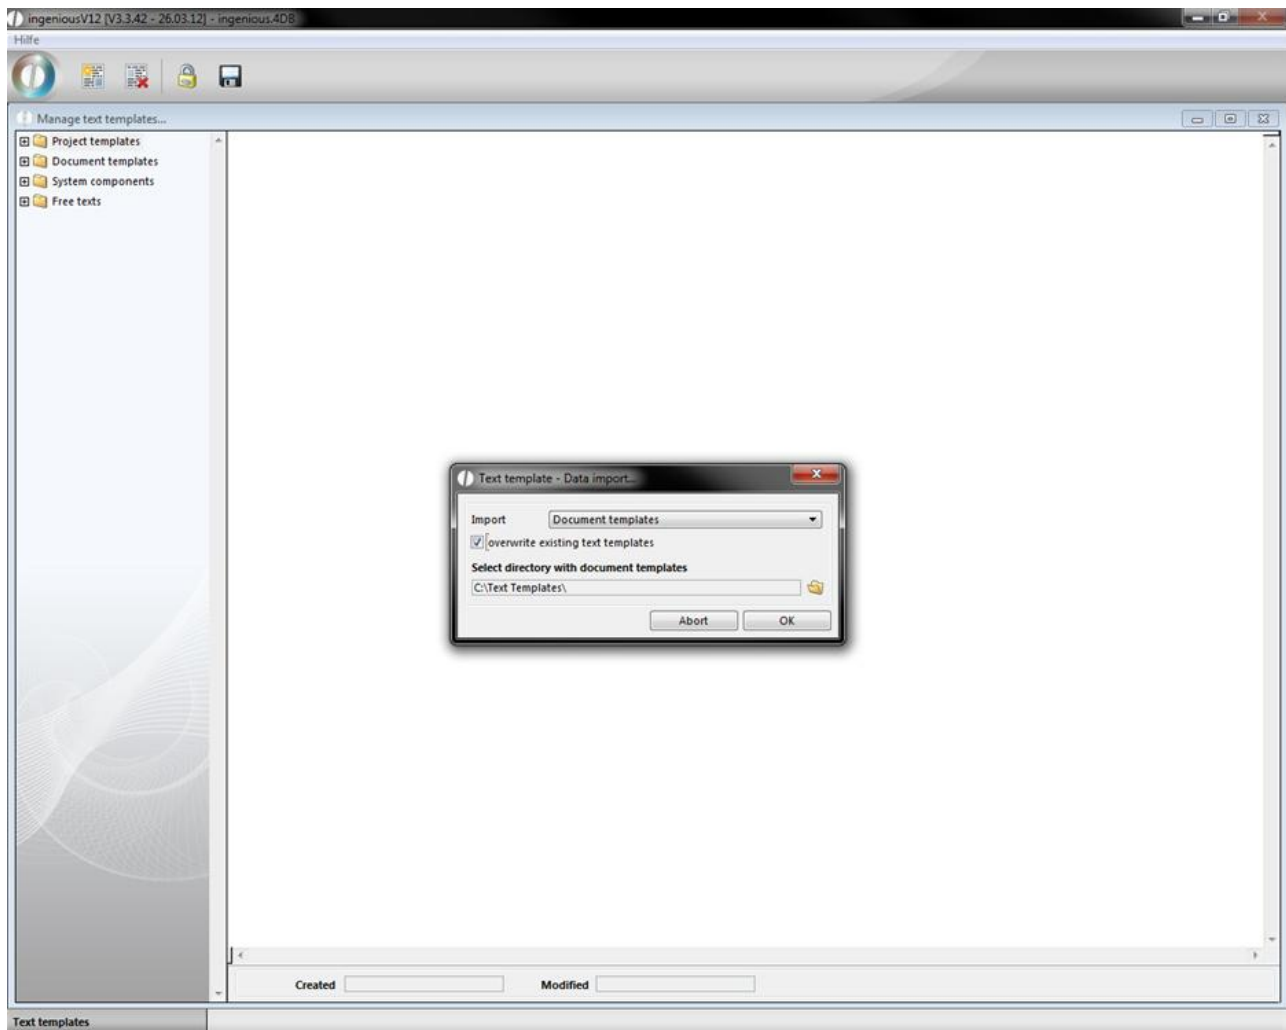 ingeniousV12 [V3.3.42 - 26.03.12] - ingenious.4DB
Hilfe
Manage text templates...
Project templates
Document templates
System components
Free texts
Text template - Data import...
Import Document templates
overwrite existing text templates
Select directory with document templates
C:\Text Templates\
Abort OK
Created Modified
Text templates